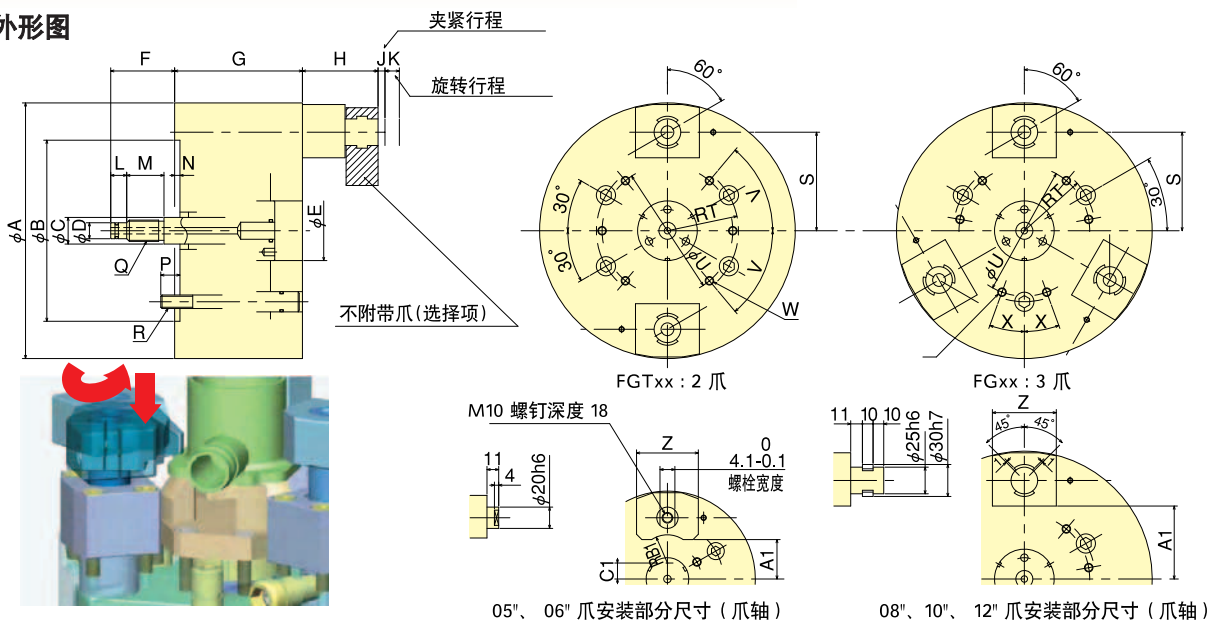 外形图
夹紧行程
F G H J K
旋转行程
L M N
φA φB φC φD φE
Q
P
R
不附带爪(选择项)
60°
30°
30°
S
V
RT
φU
V
W
FGTxx : 2 爪
60°
S
RT
30°
φU
X X
FGxx : 3 爪
M10 螺钉深度 18
Z
0
4.1-0.1
螺栓宽度
11
4
φ20h6
RB1
C1
A1
05"、 06" 爪安装部分尺寸 ( 爪轴 )
11 10 10
φ25h6
φ30h7
Z
45° 45°
A1
08"、10"、 12" 爪安装部分尺寸 ( 爪轴 )